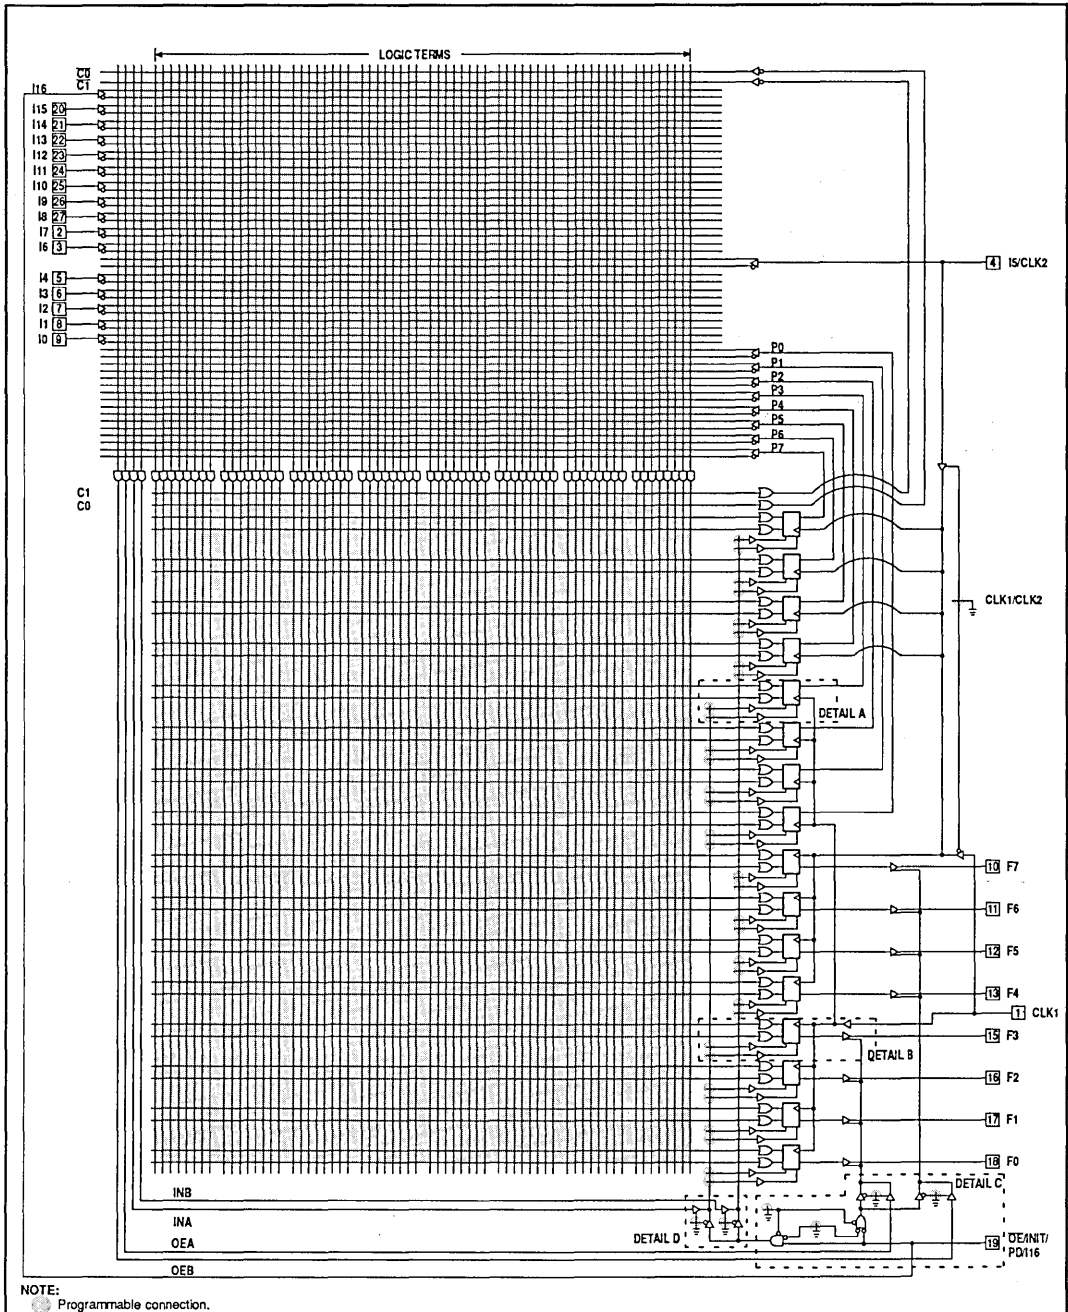 LOGIC TERMS
C0
C1
I16
I15 20
I14 21
I13 22
I12 23
I11 24
I10 25
I9 26
I8 27
I7 2
I6 3
4 I5/CLK2
I4 5
I3 6
I2 7
I1 8
I0 9
P0
P1
P2
P3
P4
P5
P6
P7
C1
C0
CLK1/CLK2
DETAIL A
10 F7
11 F6
12 F5
13 F4
1 CLK1
15 F3
DETAIL B
16 F2
17 F1
18 F0
DETAIL C
INB
INA
OEA
OEB
DETAIL D
19 OE/INIT/
PD/I16
NOTE:
Programmable connection.